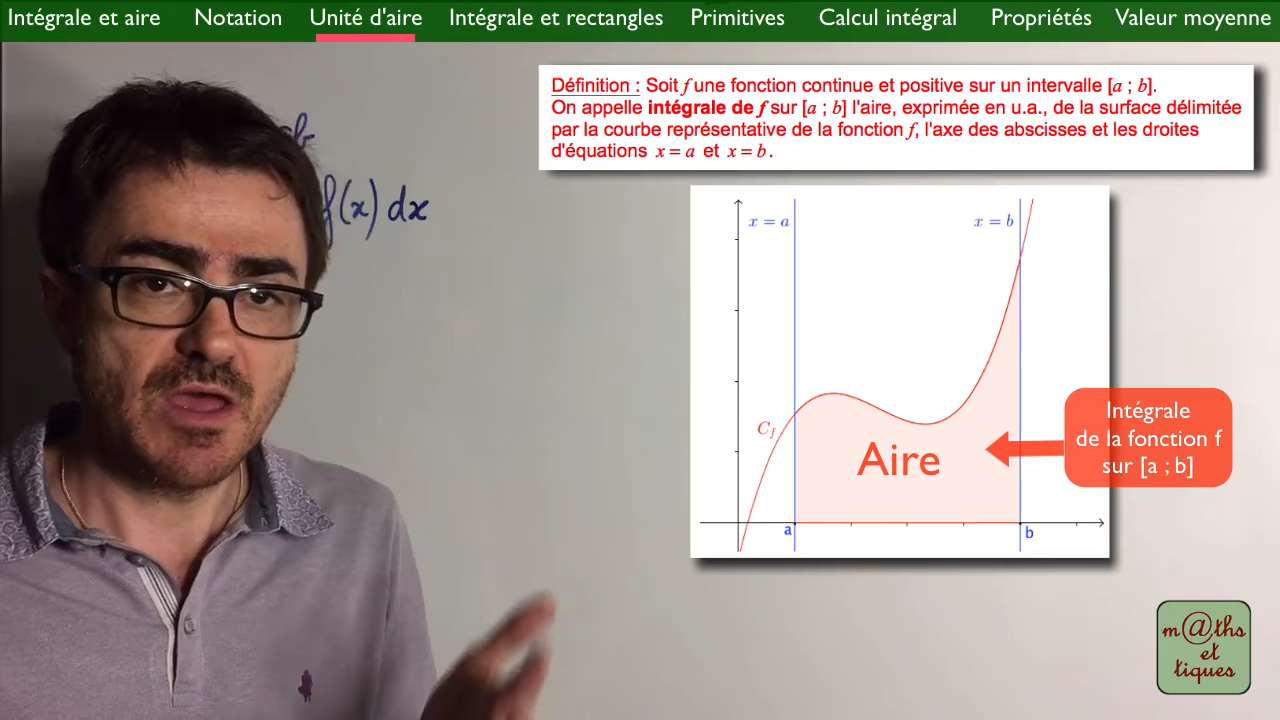 Intégrale et aire Notation Unité d'aire Intégrale et rectangles Primitives Calcul intégral Propriétés Valeur moyenne
Définition : Soit f une fonction continue et positive sur un intervalle [a ; b].
On appelle intégrale de f sur [a ; b] l'aire, exprimée en u.a., de la surface délimitée
par la courbe représentative de la fonction f, l'axe des abscisses et les droites
d'équations x = a et x = b.
b
f(x) dx
x = a
x = b
C_f
Aire
Intégrale
de la fonction f
sur [a ; b]
a
b
m@ths
et
tiques